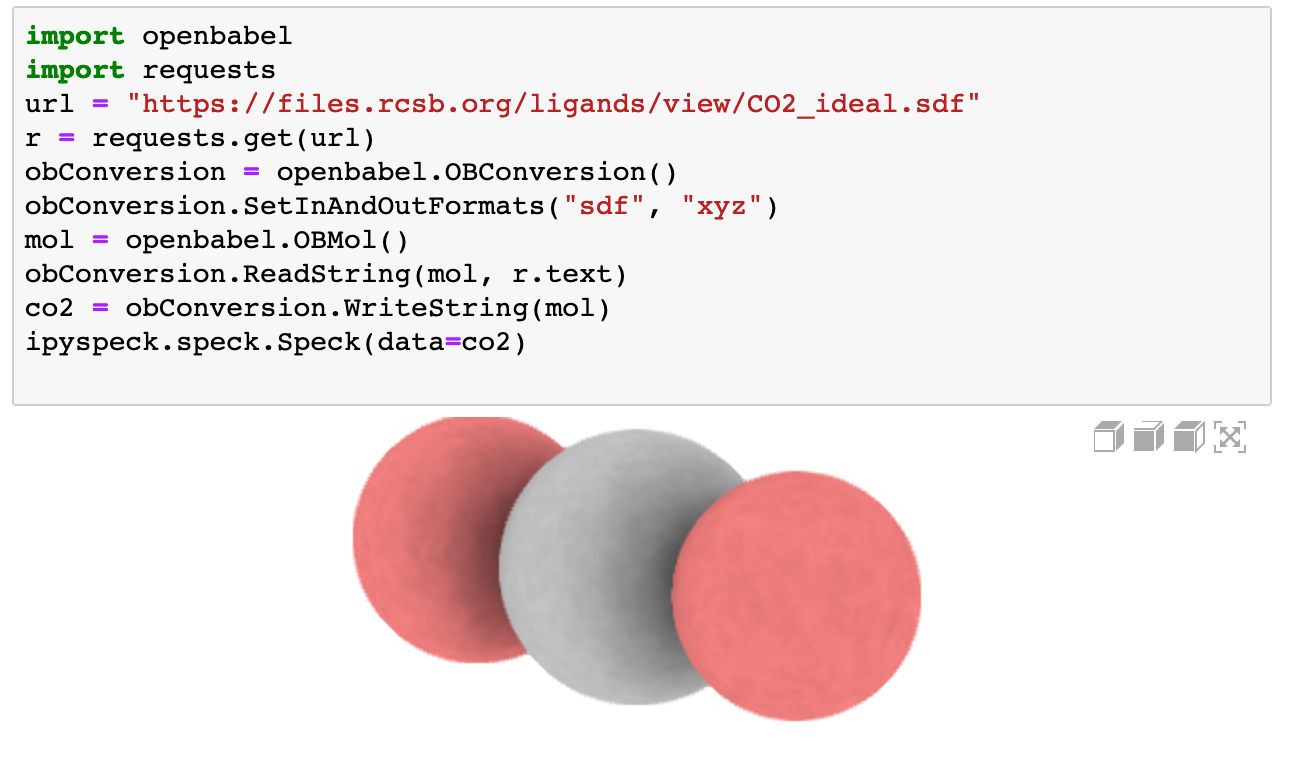 import openbabel
import requests
url = "https://files.rcsb.org/ligands/view/CO2_ideal.sdf"
r = requests.get(url)
obConversion = openbabel.OBConversion()
obConversion.SetInAndOutFormats("sdf", "xyz")
mol = openbabel.OBMol()
obConversion.ReadString(mol, r.text)
co2 = obConversion.WriteString(mol)
ipyspeck.speck.Speck(data=co2)